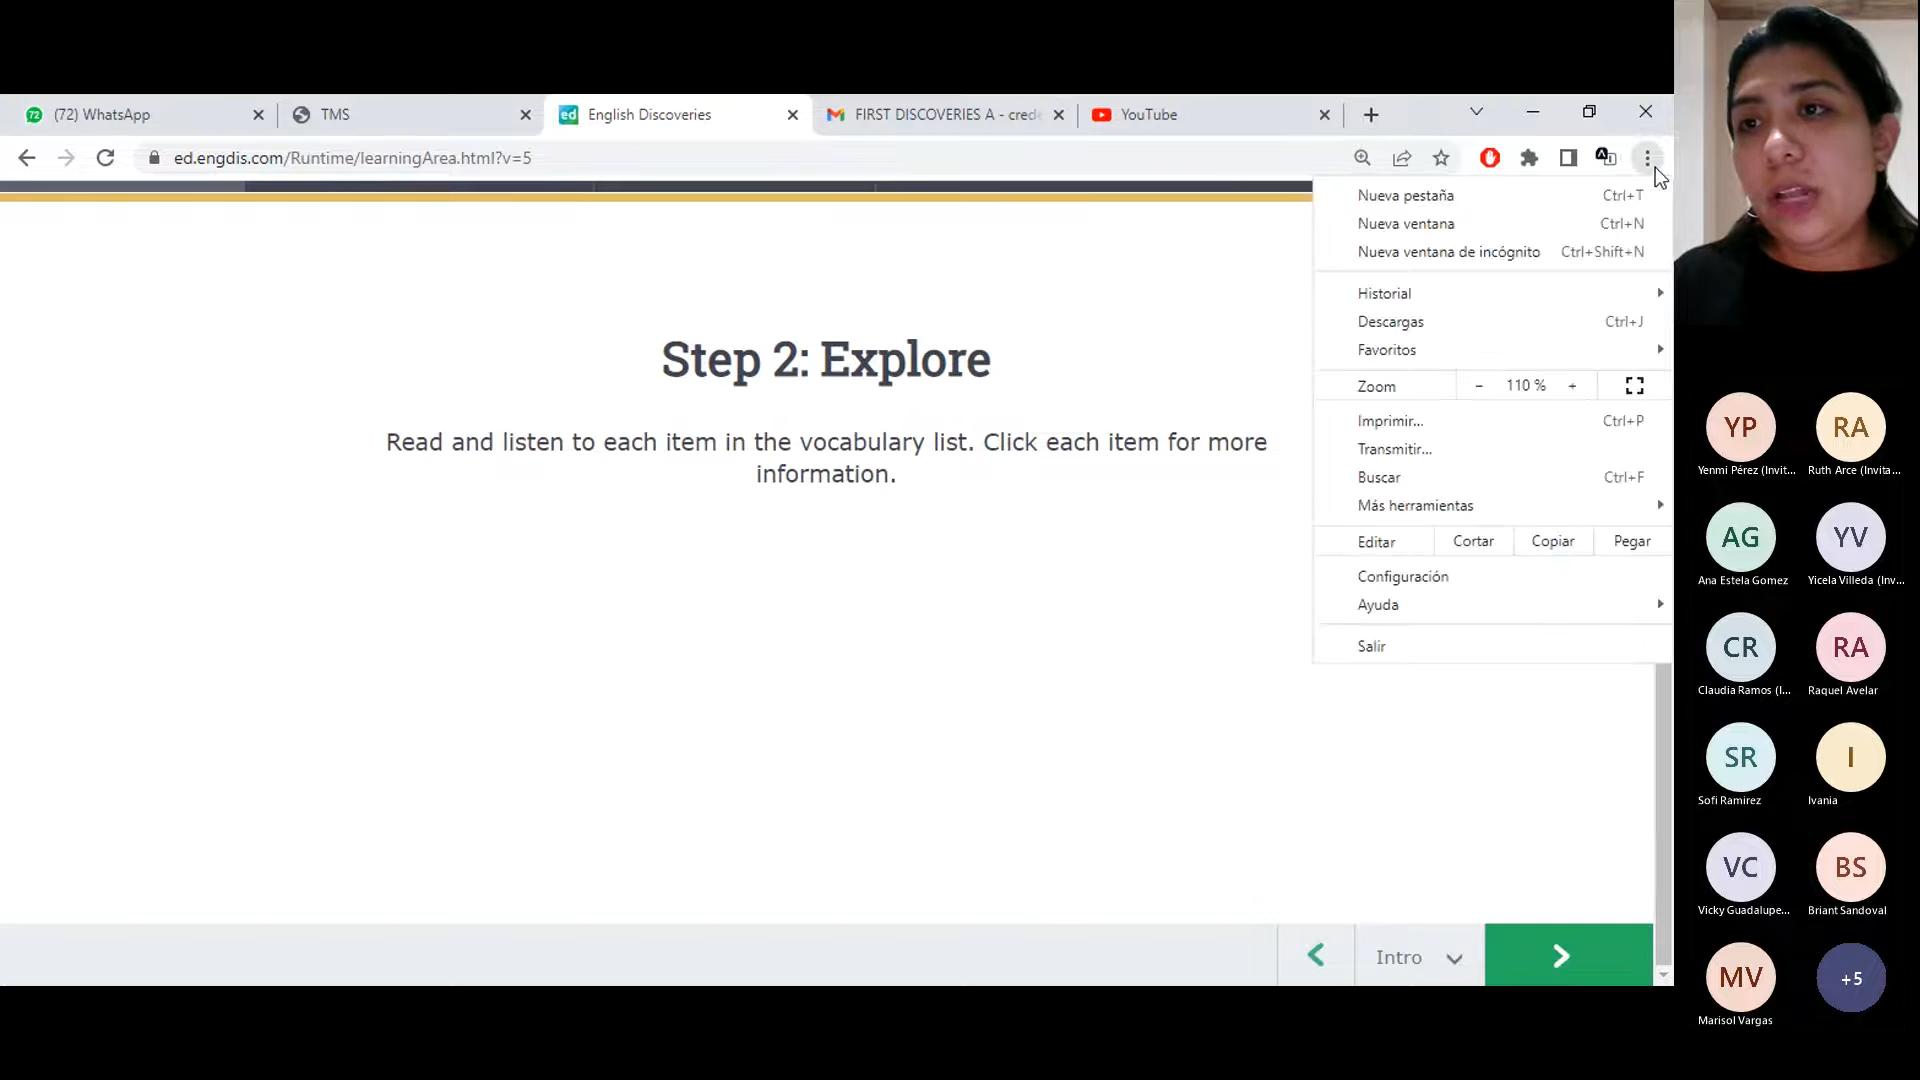 (72) WhatsApp
TMS
English Discoveries
FIRST DISCOVERIES A - crede
YouTube
ed.engdis.com/Runtime/learningArea.html?v=5
Nueva pestaña Ctrl+T
Nueva ventana Ctrl+N
Nueva ventana de incógnito Ctrl+Shift+N
Historial
Descargas Ctrl+J
Favoritos
Zoom - 110 % +
Imprimir... Ctrl+P
Transmitir...
Buscar Ctrl+F
Más herramientas
Editar Cortar Copiar Pegar
Configuración
Ayuda
Salir
Step 2: Explore
Read and listen to each item in the vocabulary list. Click each item for more
information.
Intro
YP
Yenmi Pérez (Invit...
RA
Ruth Arce (Invita...
AG
Ana Estela Gomez
YV
Yicela Villeda (Inv...
CR
Claudia Ramos (I...
RA
Raquel Avelar
SR
Sofi Ramirez
I
Ivania
VC
Vicky Guadalupe...
BS
Briant Sandoval
MV
Marisol Vargas
+5